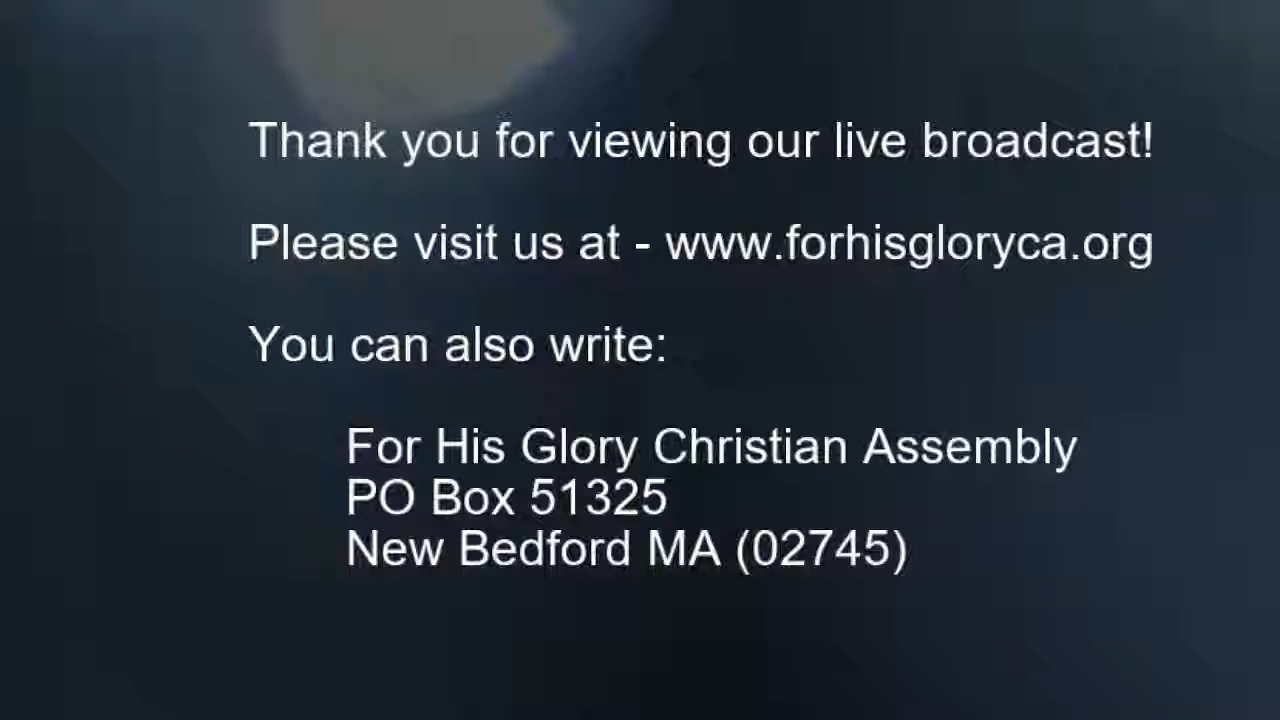 Thank you for viewing our live broadcast!
Please visit us at - www.forhisgloryca.org
You can also write:
For His Glory Christian Assembly
PO Box 51325
New Bedford MA (02745)